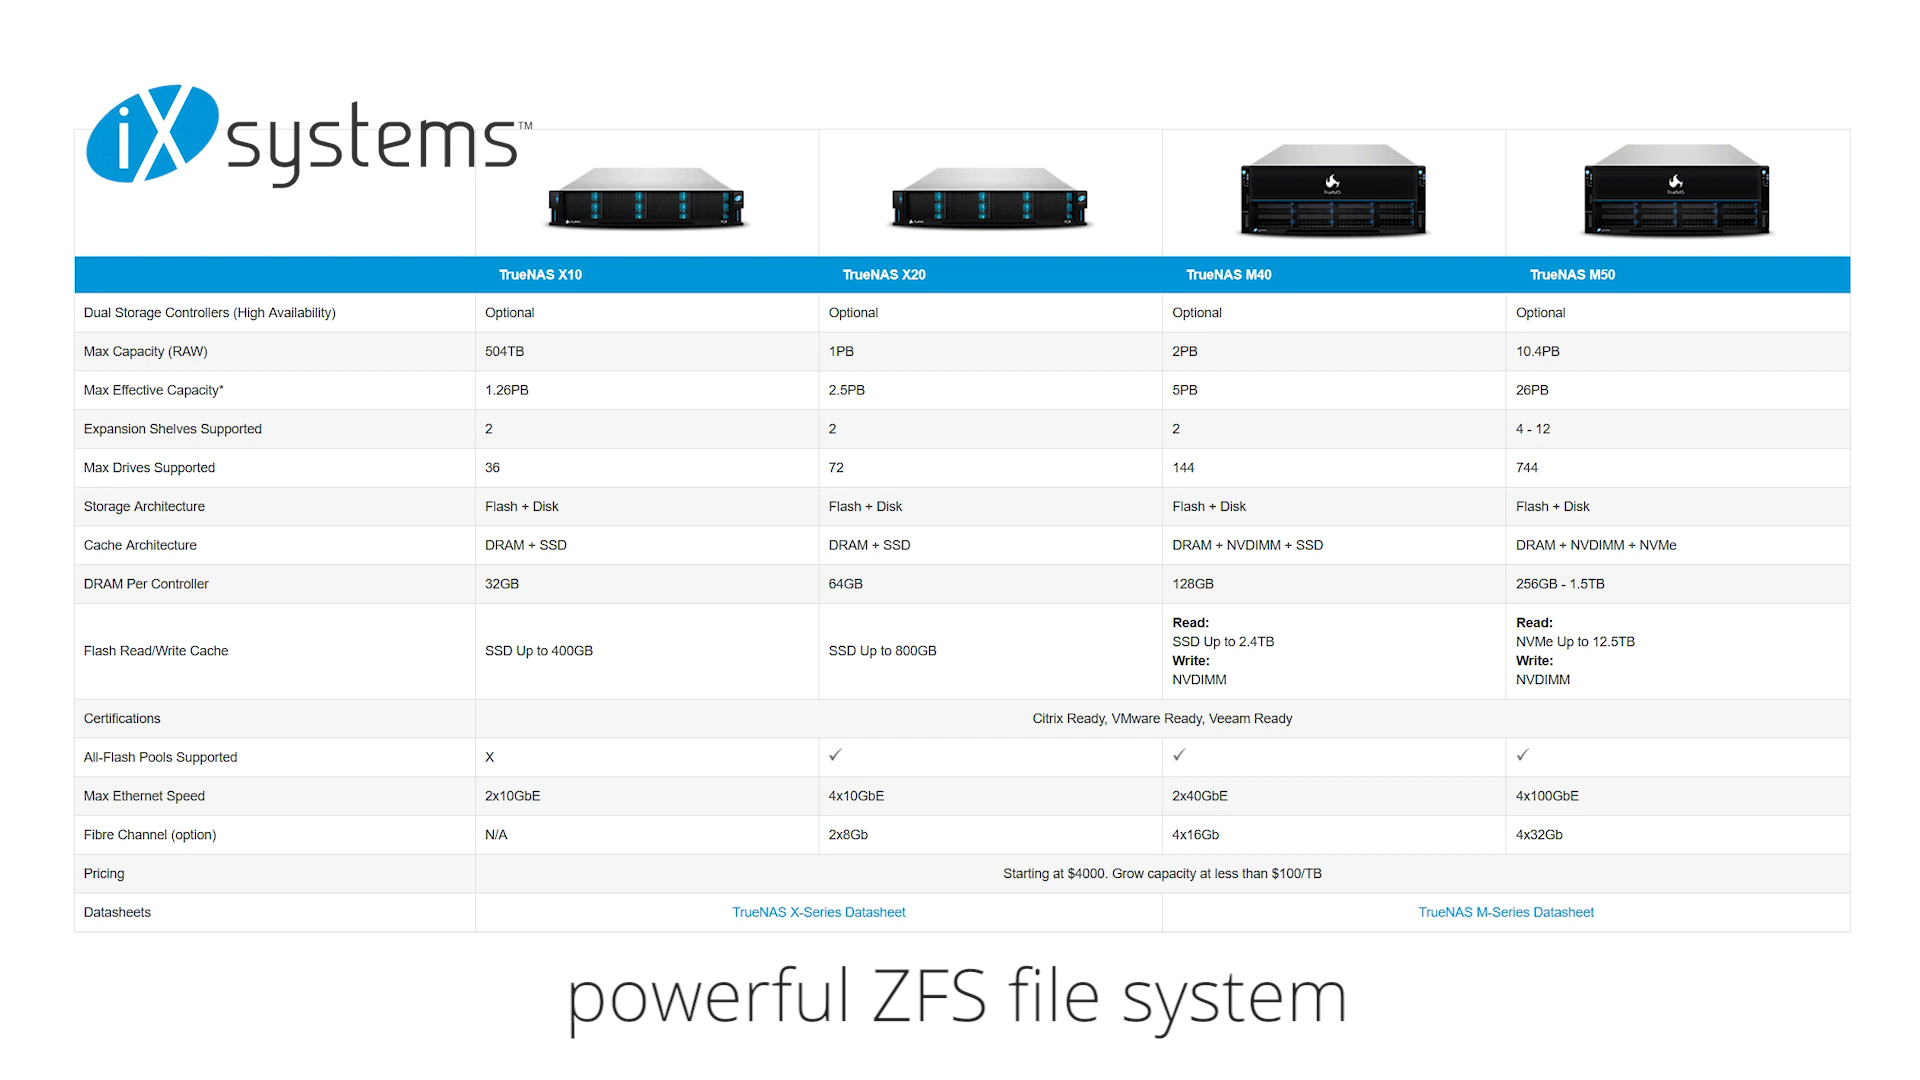 iXsystems™
TrueNAS
TrueNAS
TrueNAS X10 TrueNAS X20 TrueNAS M40 TrueNAS M50
Dual Storage Controllers (High Availability) Optional Optional Optional Optional
Max Capacity (RAW) 504TB 1PB 2PB 10.4PB
Max Effective Capacity* 1.26PB 2.5PB 5PB 26PB
Expansion Shelves Supported 2 2 2 4 - 12
Max Drives Supported 36 72 144 744
Storage Architecture Flash + Disk Flash + Disk Flash + Disk Flash + Disk
Cache Architecture DRAM + SSD DRAM + SSD DRAM + NVDIMM + SSD DRAM + NVDIMM + NVMe
DRAM Per Controller 32GB 64GB 128GB 256GB - 1.5TB
Flash Read/Write Cache SSD Up to 400GB SSD Up to 800GB
Read:
SSD Up to 2.4TB
Write:
NVDIMM
Read:
NVMe Up to 12.5TB
Write:
NVDIMM
Certifications Citrix Ready, VMware Ready, Veeam Ready
All-Flash Pools Supported X ✓ ✓ ✓
Max Ethernet Speed 2x10GbE 4x10GbE 2x40GbE 4x100GbE
Fibre Channel (option) N/A 2x8Gb 4x16Gb 4x32Gb
Pricing Starting at $4000. Grow capacity at less than $100/TB
Datasheets TrueNAS X-Series Datasheet TrueNAS M-Series Datasheet
powerful ZFS file system